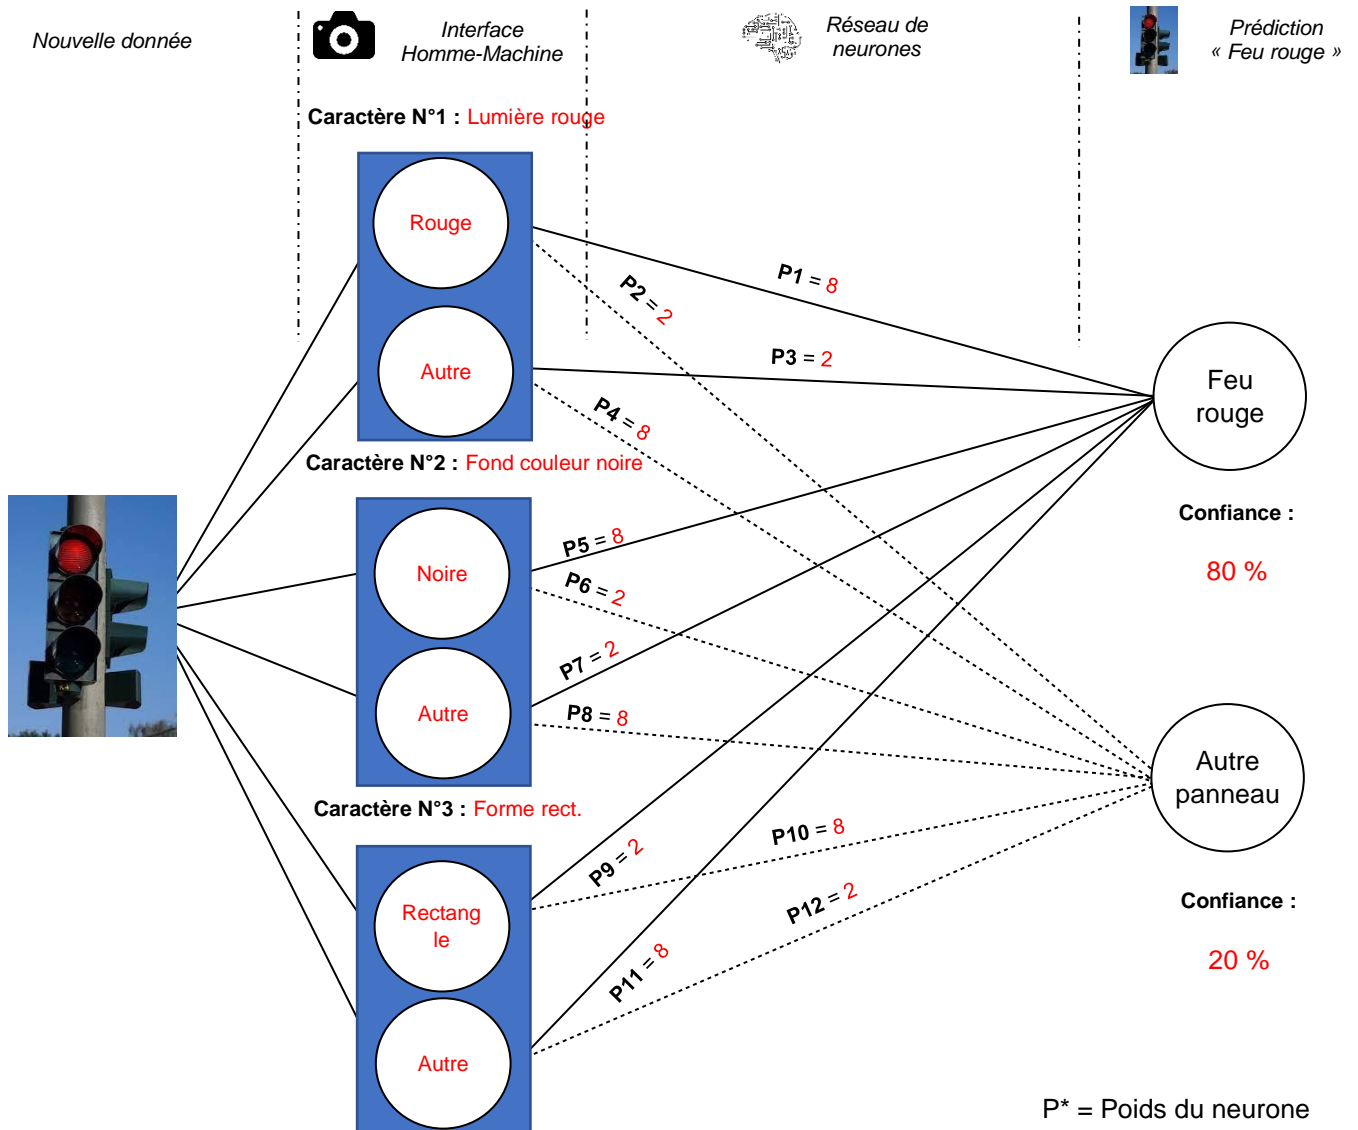 Nouvelle donnée
Interface
Homme-Machine
Réseau de
neurones
Prédiction
« Feu rouge »
Caractère N°1 : Lumière rouge
Rouge
Autre
P1 = 8
P2 = 2
P3 = 2
P4 = 8
Feu
rouge
Confiance :
80 %
Caractère N°2 : Fond couleur noire
Noire
Autre
P5 = 8
P6 = 2
P7 = 2
P8 = 8
Autre
panneau
Confiance :
20 %
Caractère N°3 : Forme rect.
Rectang
le
Autre
P9 = 2
P10 = 8
P11 = 8
P12 = 2
P* = Poids du neurone